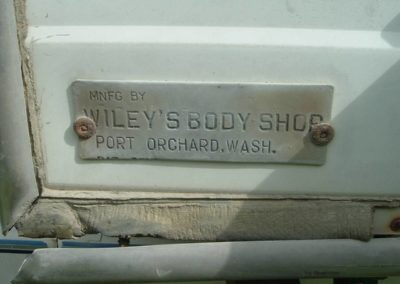 MNFG BY
WILEY'S BODY SHOP
PORT ORCHARD, WASH.